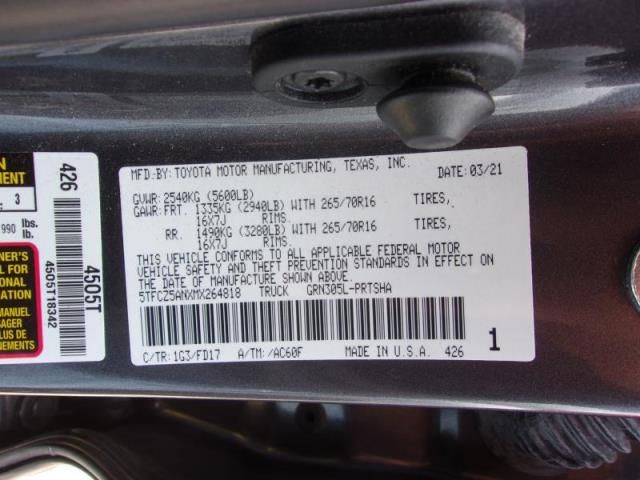 MFD.BY: TOYOTA MOTOR MANUFACTURING, TEXAS, INC. DATE: 03/21
GVWR: 2540KG (5600LB)
GAWR: FRT. 1335KG (2940LB) WITH 265/70R16 TIRES,
16X7J RIMS.
RR. 1490KG (3280LB) WITH 265/70R16 TIRES,
16X7J RIMS.
THIS VEHICLE CONFORMS TO ALL APPLICABLE FEDERAL MOTOR
VEHICLE SAFETY AND THEFT PREVENTION STANDARDS IN EFFECT
ON THE DATE OF MANUFACTURE SHOWN ABOVE.
5TFCZ5ANXMX264818 TRUCK GRN305L-PRTSHA
C/TR: 1G3/FD17 A/TM: /AC60F MADE IN U.S.A. 426
1
426
4505T
4505T18342
3
990 lbs.
lb.